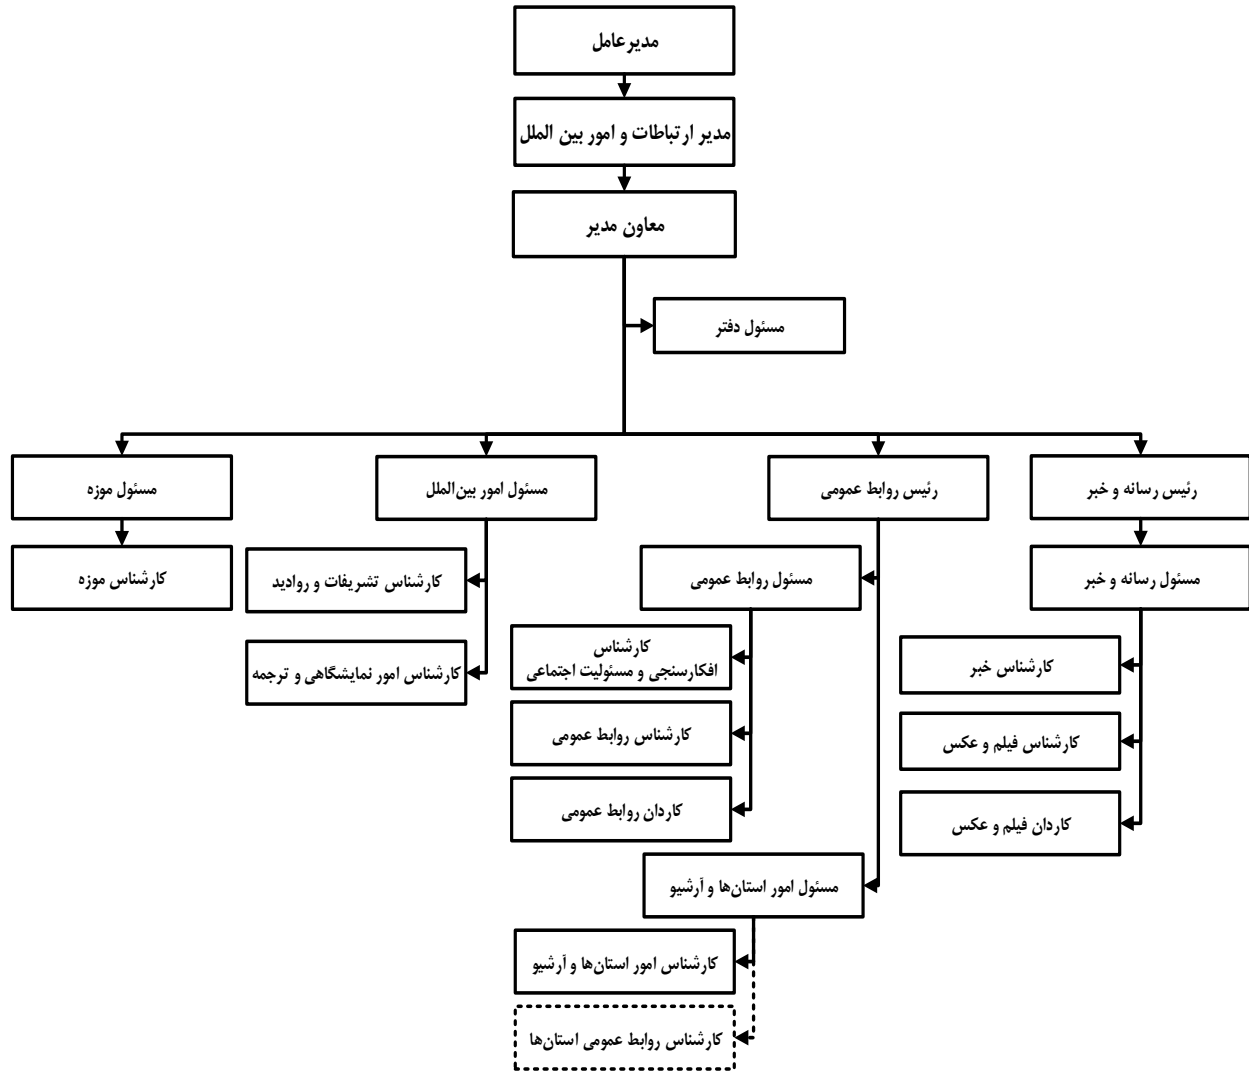 مدیرعامل
مدیر ارتباطات و امور بین الملل
معاون مدیر
مسئول دفتر
رئیس رسانه و خبر
رئیس روابط عمومی
مسئول امور بین‌الملل
مسئول موزه
مسئول رسانه و خبر
مسئول روابط عمومی
کارشناس تشریفات و روادید
کارشناس موزه
کارشناس خبر
کارشناس
افکارسنجی و مسئولیت اجتماعی
کارشناس امور نمایشگاهی و ترجمه
کارشناس فیلم و عکس
کارشناس روابط عمومی
کاردان فیلم و عکس
کاردان روابط عمومی
مسئول امور استان‌ها و آرشیو
کارشناس امور استان‌ها و آرشیو
کارشناس روابط عمومی استان‌ها